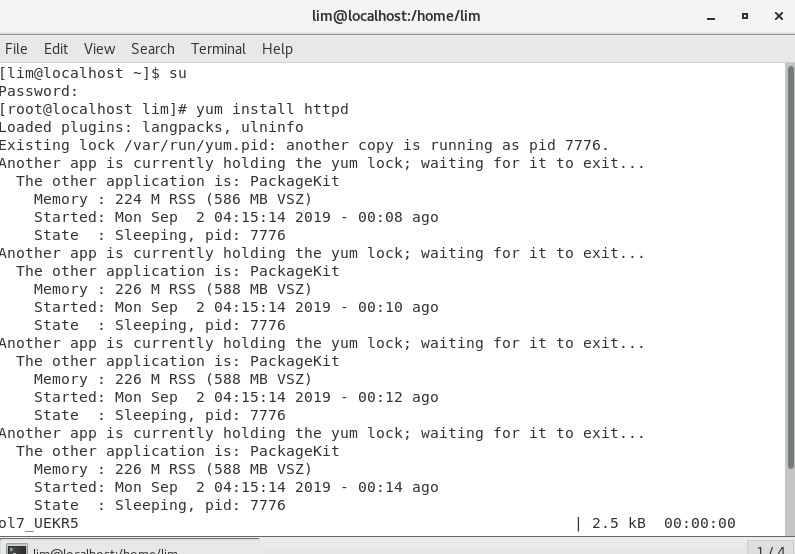 lim@localhost:/home/lim
File Edit View Search Terminal Help
[lim@localhost ~]$ su
Password:
[root@localhost lim]# yum install httpd
Loaded plugins: langpacks, ulninfo
Existing lock /var/run/yum.pid: another copy is running as pid 7776.
Another app is currently holding the yum lock; waiting for it to exit...
  The other application is: PackageKit
    Memory : 224 M RSS (586 MB VSZ)
    Started: Mon Sep  2 04:15:14 2019 - 00:08 ago
    State  : Sleeping, pid: 7776
Another app is currently holding the yum lock; waiting for it to exit...
  The other application is: PackageKit
    Memory : 226 M RSS (588 MB VSZ)
    Started: Mon Sep  2 04:15:14 2019 - 00:10 ago
    State  : Sleeping, pid: 7776
Another app is currently holding the yum lock; waiting for it to exit...
  The other application is: PackageKit
    Memory : 226 M RSS (588 MB VSZ)
    Started: Mon Sep  2 04:15:14 2019 - 00:12 ago
    State  : Sleeping, pid: 7776
Another app is currently holding the yum lock; waiting for it to exit...
  The other application is: PackageKit
    Memory : 226 M RSS (588 MB VSZ)
    Started: Mon Sep  2 04:15:14 2019 - 00:14 ago
    State  : Sleeping, pid: 7776
ol7_UEKR5 | 2.5 kB  00:00:00
lim@localhost:/home/lim 1 / 4